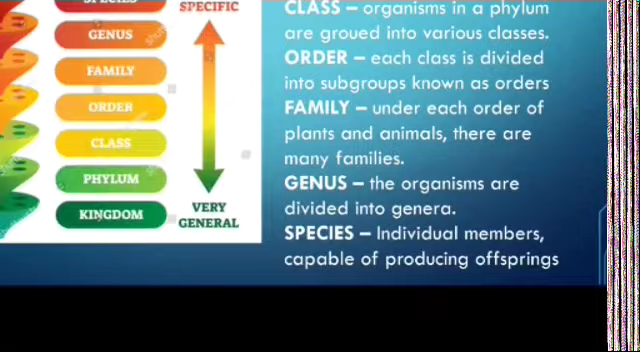 SPECIES
GENUS
FAMILY
ORDER
CLASS
PHYLUM
KINGDOM
SPECIFIC
VERY
GENERAL
CLASS – organisms in a phylum
are groued into various classes.
ORDER – each class is divided
into subgroups known as orders
FAMILY – under each order of
plants and animals, there are
many families.
GENUS – the organisms are
divided into genera.
SPECIES – Individual members,
capable of producing offsprings